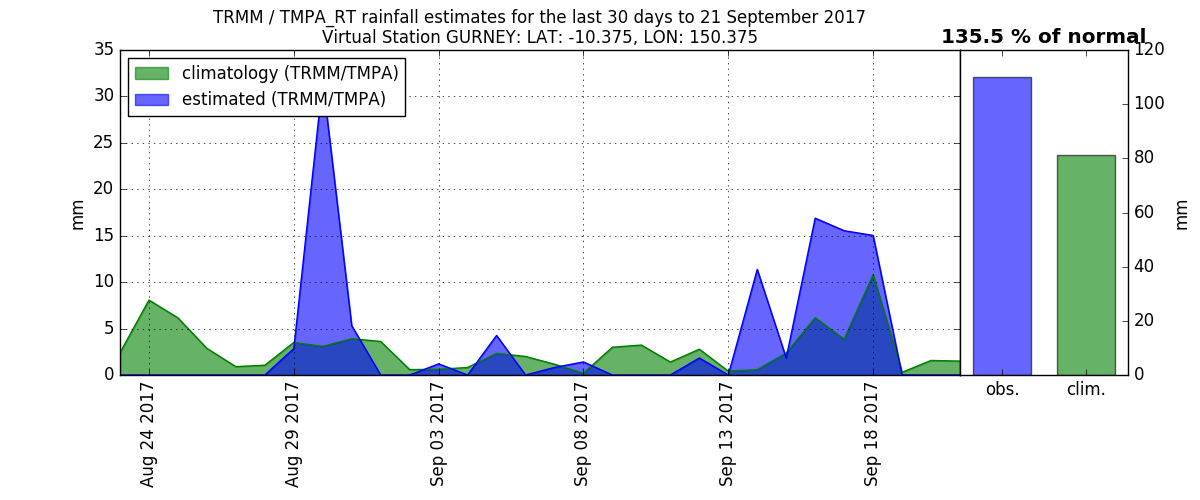 TRMM / TMPA_RT rainfall estimates for the last 30 days to 21 September 2017
Virtual Station GURNEY: LAT: -10.375, LON: 150.375
135.5 % of normal
climatology (TRMM/TMPA)
estimated (TRMM/TMPA)
35
30
25
20
15
10
5
0
mm
120
100
80
60
40
20
0
mm
Aug 24 2017
Aug 29 2017
Sep 03 2017
Sep 08 2017
Sep 13 2017
Sep 18 2017
obs.
clim.